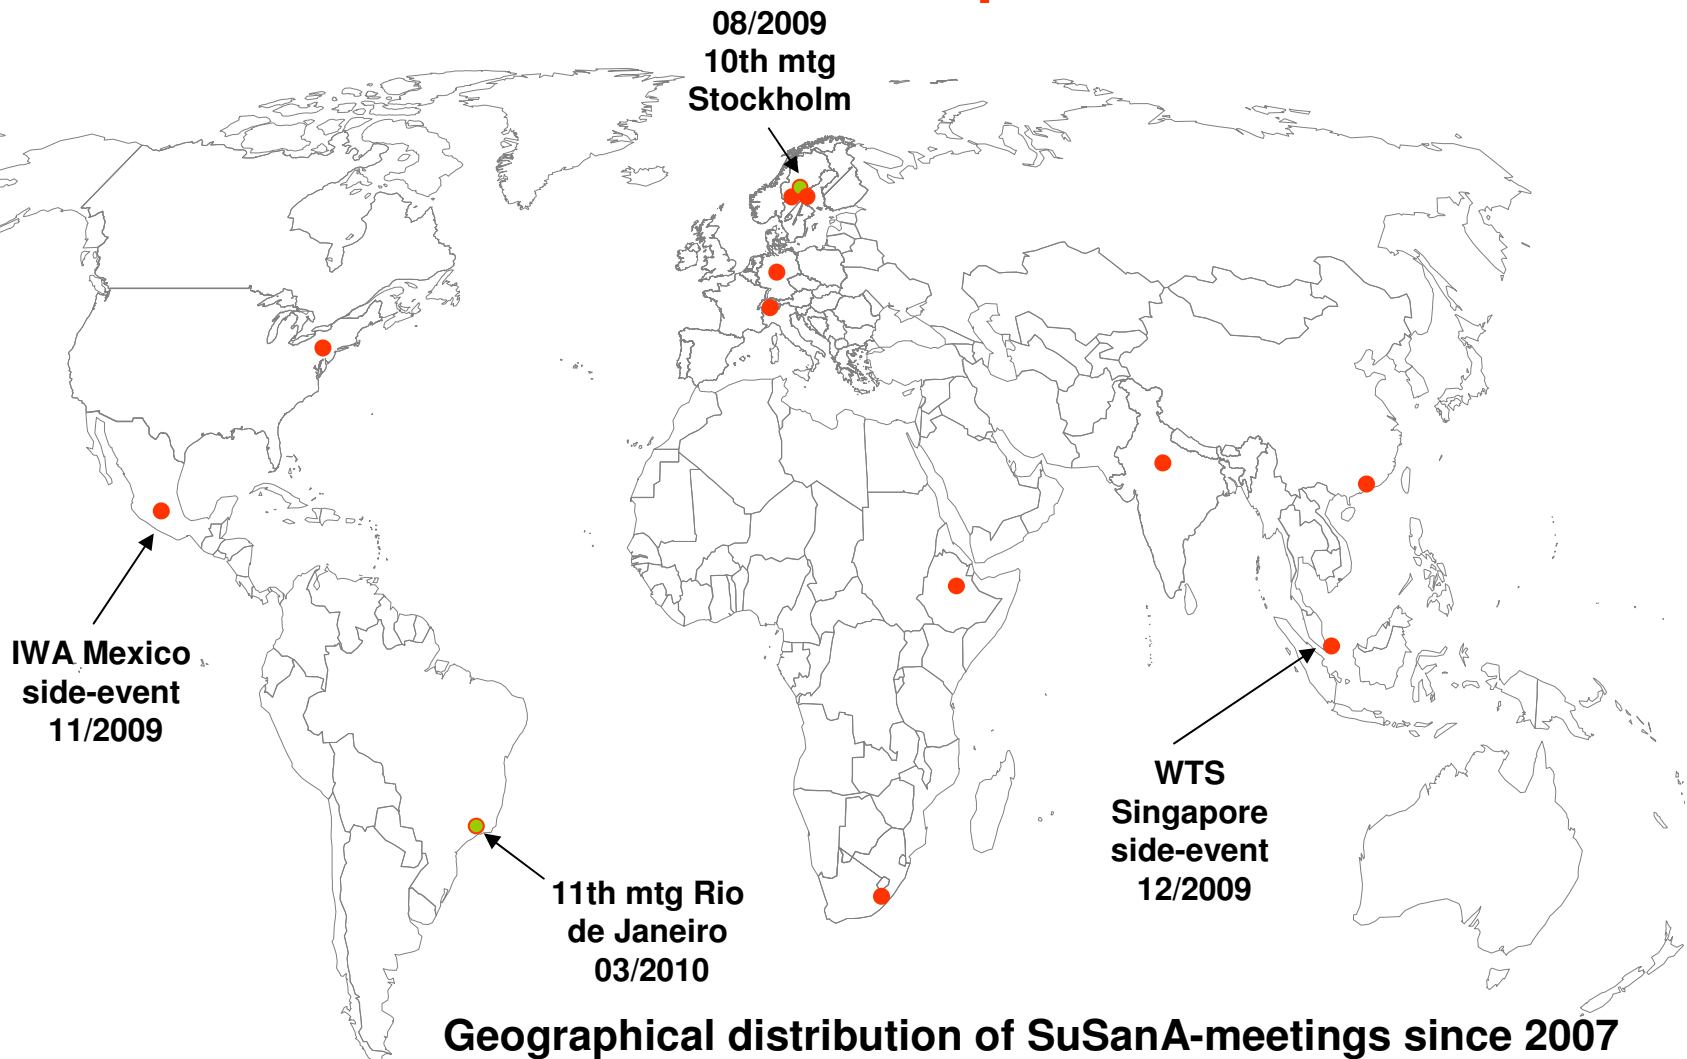 08/2009
10th mtg
Stockholm
IWA Mexico
side-event
11/2009
WTS
Singapore
side-event
12/2009
11th mtg Rio
de Janeiro
03/2010
Geographical distribution of SuSanA-meetings since 2007